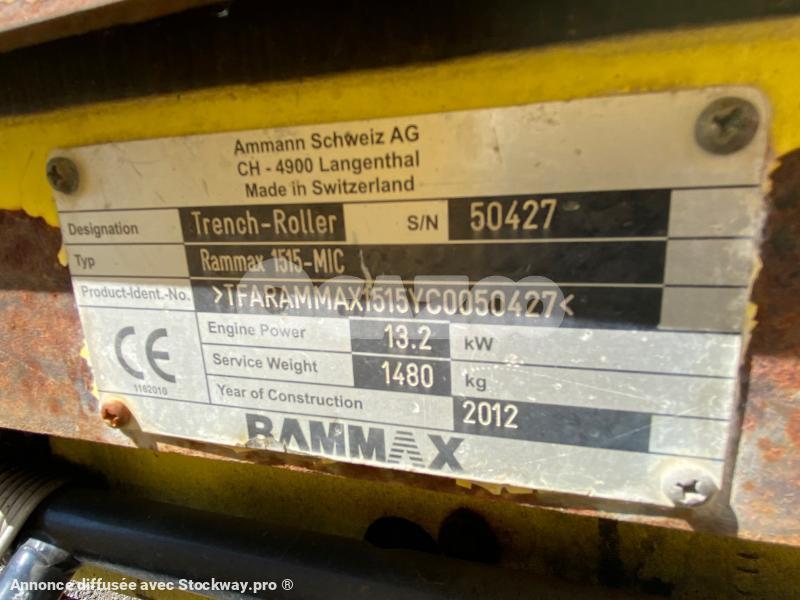 Ammann Schweiz AG
CH - 4900 Langenthal
Made in Switzerland
Designation Trench-Roller S/N 50427
Typ Rammax 1515-MIC
Product-Ident.-No. >TFARAMMAX1515YC0050427<
Engine Power 13.2 kW
Service Weight 1480 kg
Year of Construction 2012
CE
1162010
RAMMAX
Annonce diffusée avec Stockway.pro ®